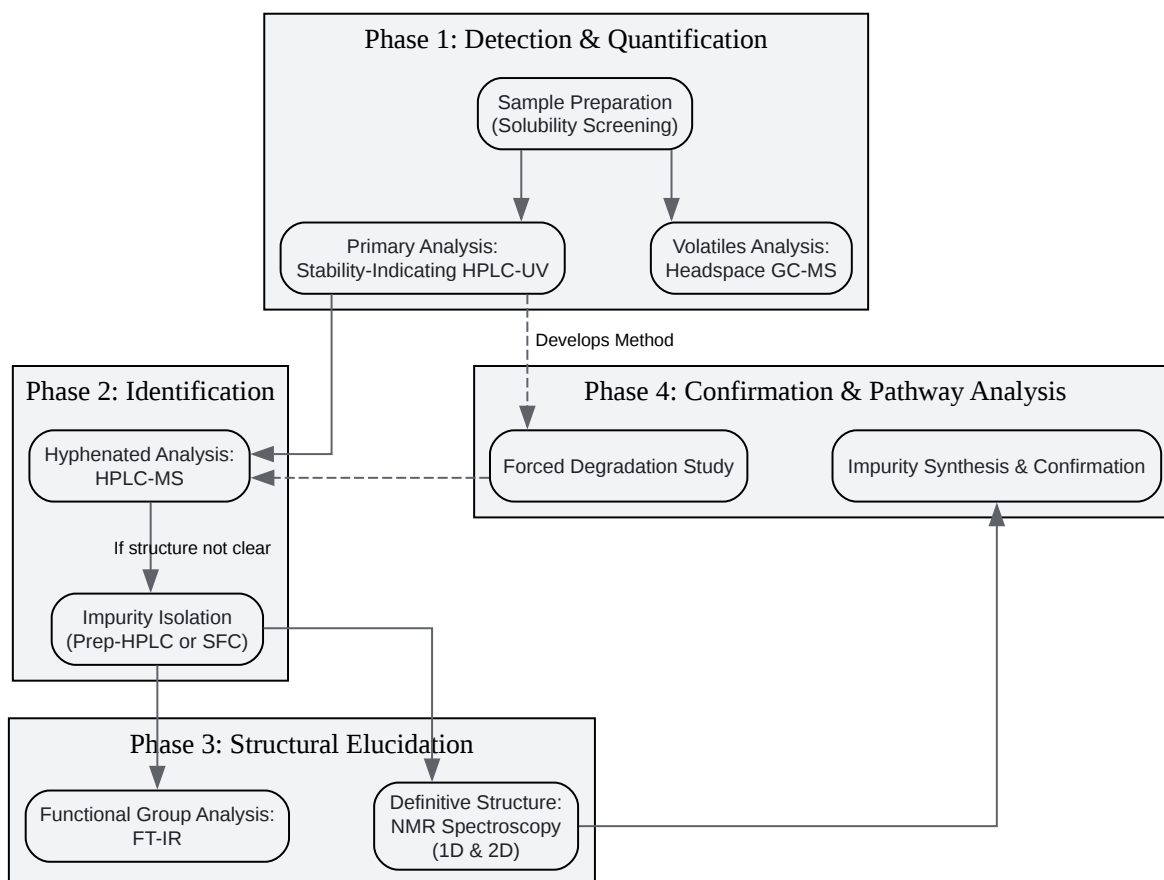 Phase 1: Detection & Quantification
Sample Preparation
(Solubility Screening)
Primary Analysis:
Stability-Indicating HPLC-UV
Volatiles Analysis:
Headspace GC-MS
Develops Method
Phase 2: Identification
Hyphenated Analysis:
HPLC-MS
If structure not clear
Impurity Isolation
(Prep-HPLC or SFC)
Phase 4: Confirmation & Pathway Analysis
Forced Degradation Study
Impurity Synthesis & Confirmation
Phase 3: Structural Elucidation
Functional Group Analysis:
FT-IR
Definitive Structure:
NMR Spectroscopy
(1D & 2D)